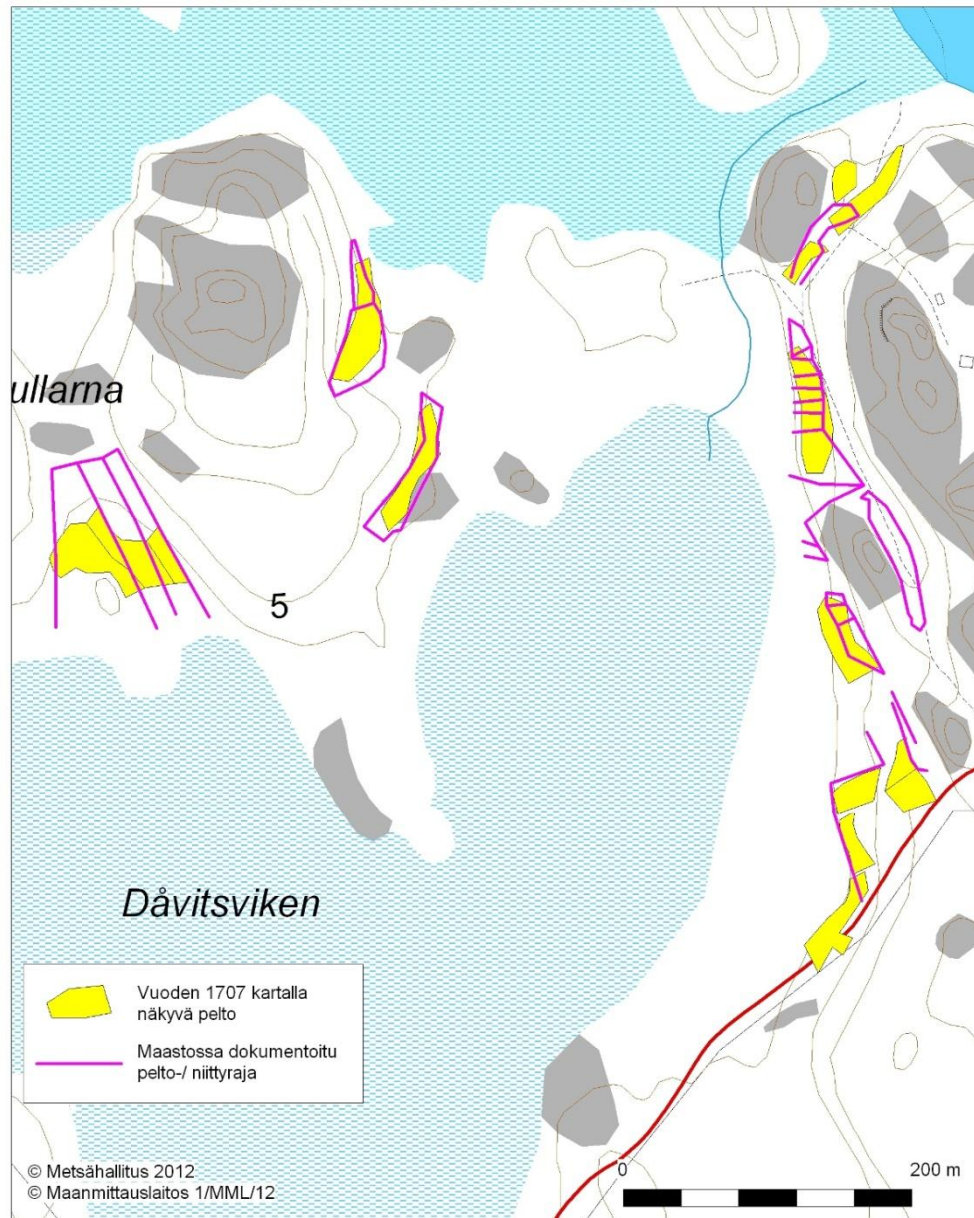 ullarna
5
Dåvitsviken
Vuoden 1707 kartalla
näkyvä pelto
Maastossa dokumentoitu
pelto-/ niittyraja
© Metsähallitus 2012
© Maanmittauslaitos 1/MML/12
0 200 m